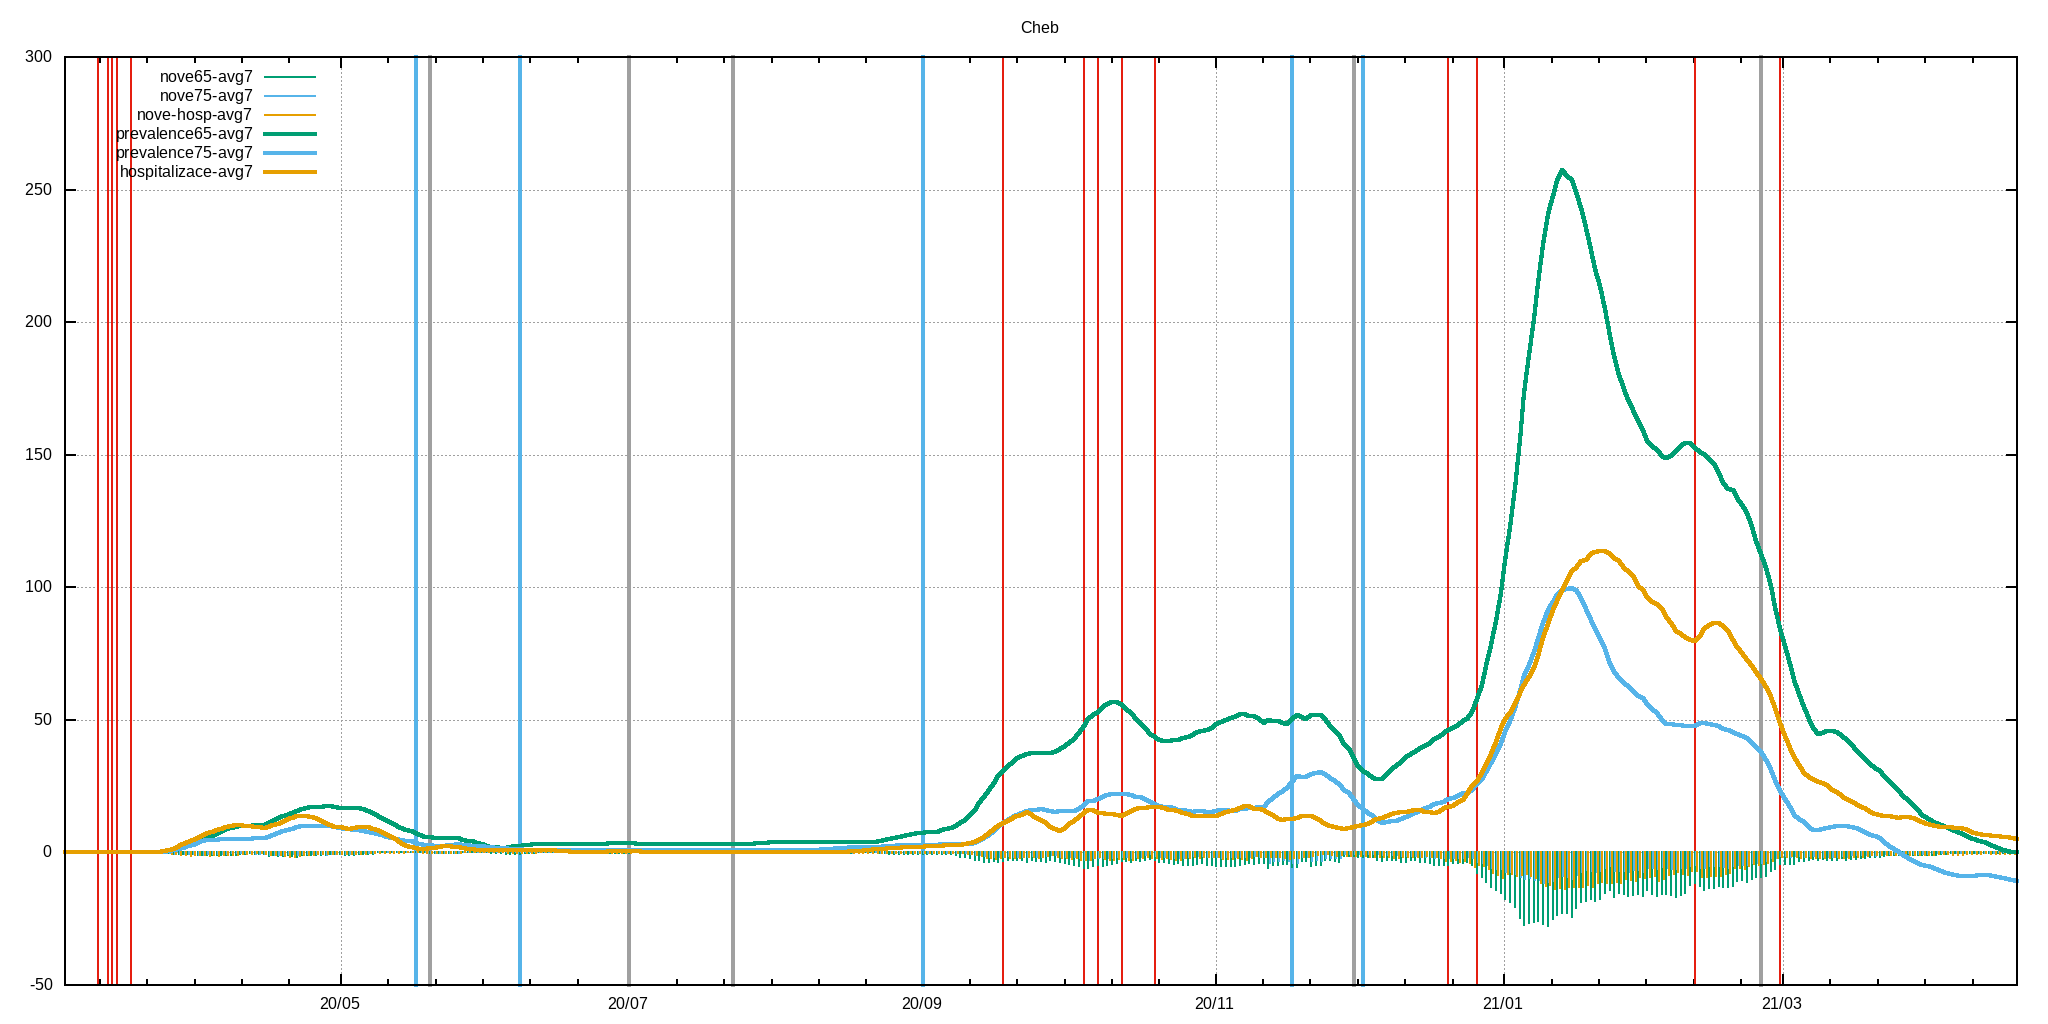 Cheb
300
nove65-avg7
nove75-avg7
nove-hosp-avg7
prevalence65-avg7
prevalence75-avg7
hospitalizace-avg7
250
200
150
100
50
0
-50
20/05 20/07 20/09 20/11 21/01 21/03